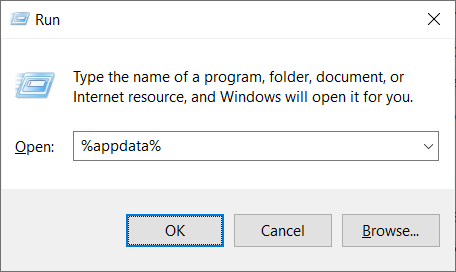 Run
Type the name of a program, folder, document, or
Internet resource, and Windows will open it for you.
Open: %appdata%
OK Cancel Browse...